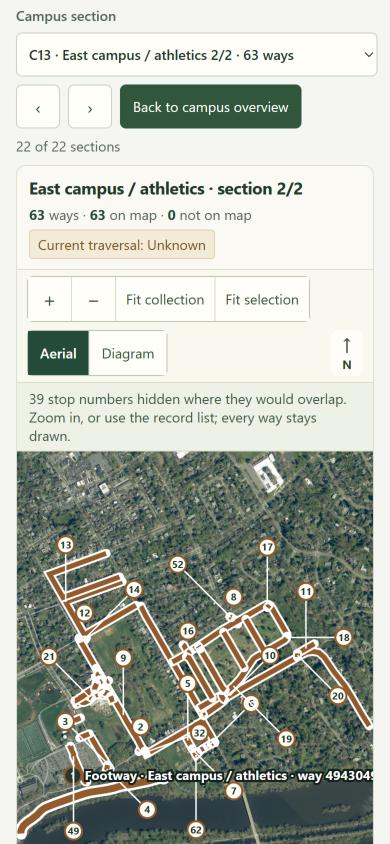 Campus section
C13 · East campus / athletics 2/2 · 63 ways
‹
›
Back to campus overview
22 of 22 sections
East campus / athletics · section 2/2
63 ways · 63 on map · 0 not on map
Current traversal: Unknown
+
−
Fit collection
Fit selection
Aerial
Diagram
↑
N
39 stop numbers hidden where they would overlap.
Zoom in, or use the record list; every way stays
drawn.
13
17
52
14
11
8
12
16
18
21
9
10
5
20
3
2
32
6
19
Footway · East campus / athletics · way 4943049
7
4
49
62